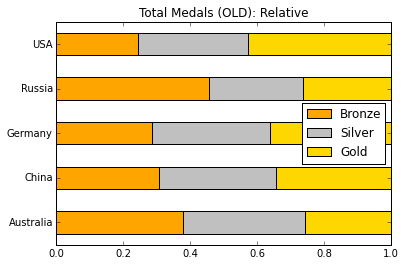 Total Medals (OLD): Relative
USA
Russia
Germany
China
Australia
Bronze
Silver
Gold
0.0 0.2 0.4 0.6 0.8 1.0